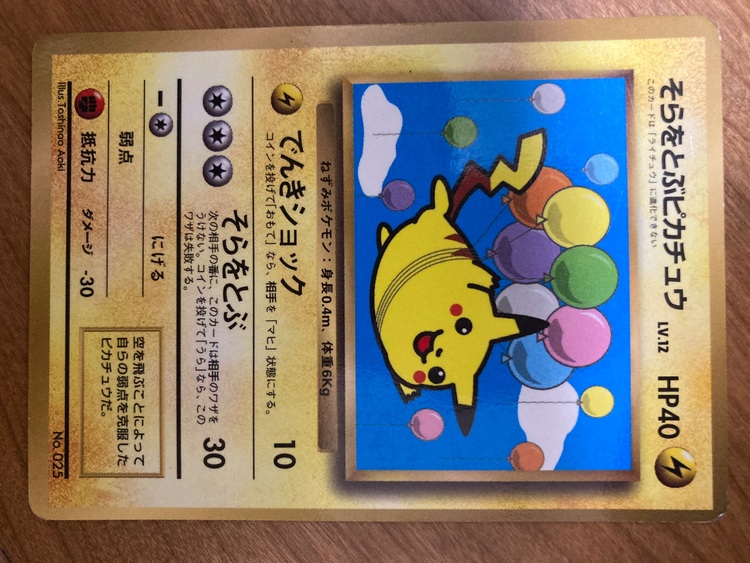 そらをとぶピカチュウ LV.12 HP40
このカードは「ライチュウ」に進化できない
ねずみポケモン：身長0.4m、体重6Kg
でんきショック 10
コインを投げて「おもて」なら、相手を「マヒ」状態にする。
そらをとぶ 30
次の相手の番に、このカードは相手のワザを
うけない。コインを投げて「うら」なら、この
ワザは失敗する。
弱点 にげる
抵抗力 ダメージ -30
空を飛ぶことによって
自らの弱点を克服した
ピカチュウだ。
Illus.Toshinao Aoki No.025